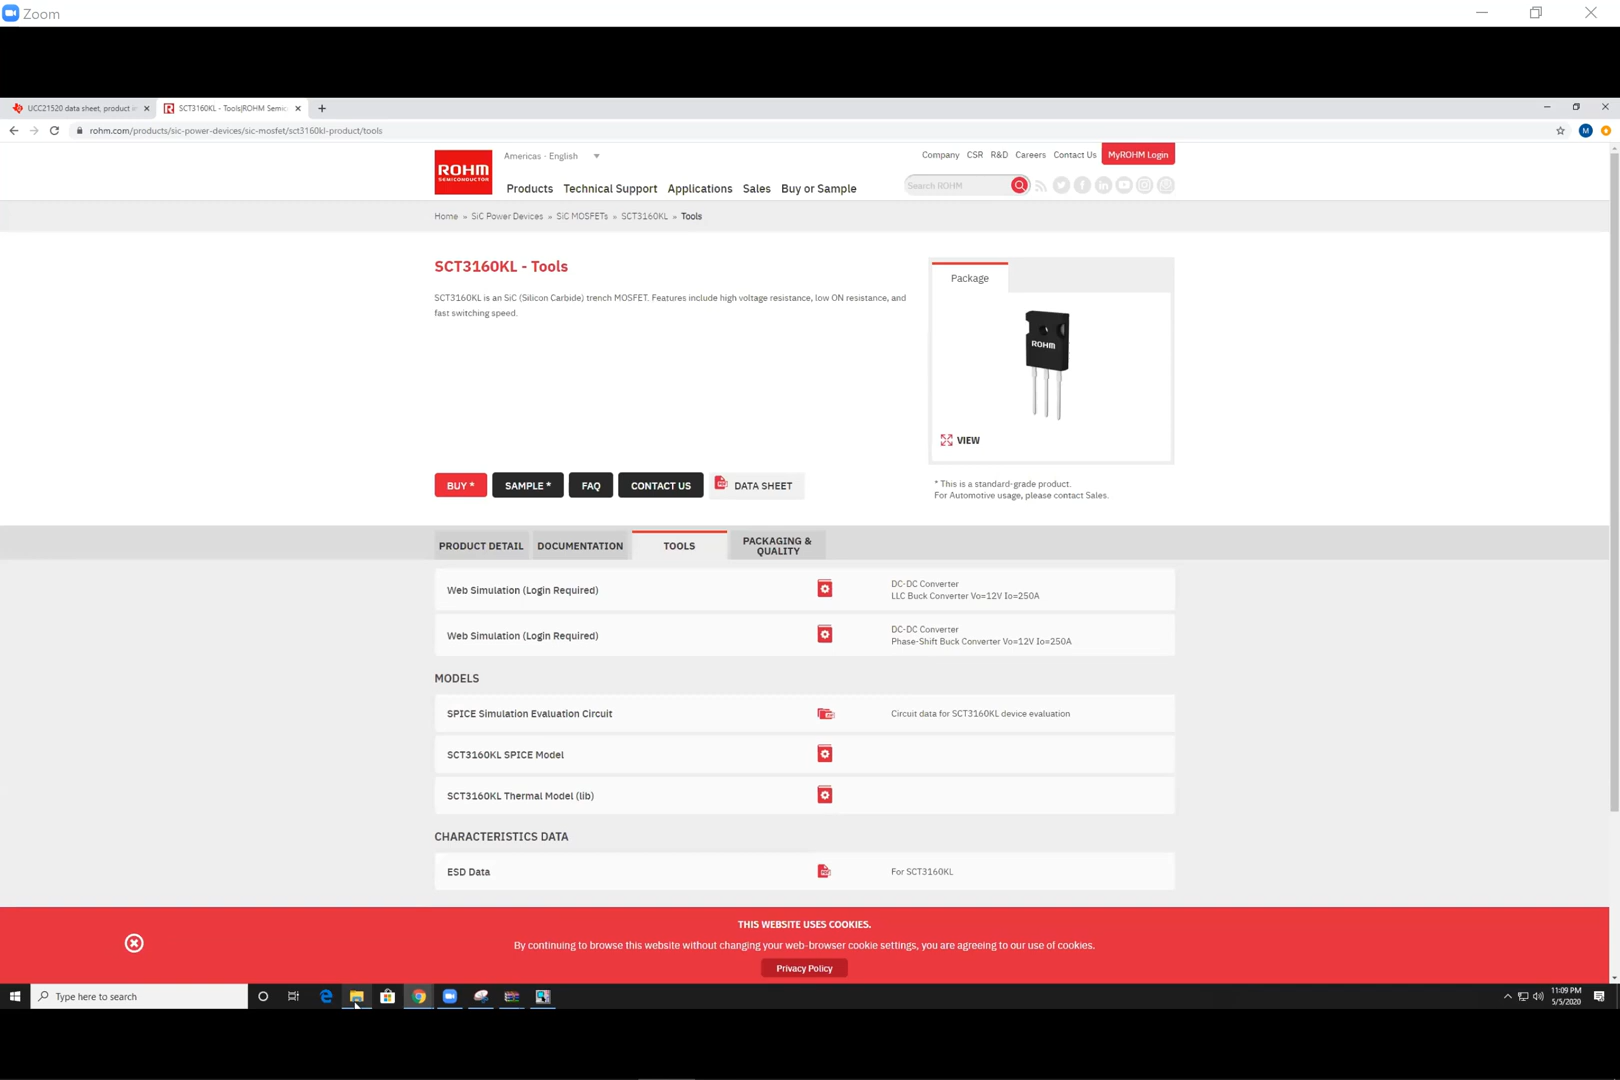 Zoom
UCC21520 data sheet, product i
SCT3160KL - Tools|ROHM Semic
rohm.com/products/sic-power-devices/sic-mosfet/sct3160kl-product/tools
M
ROHM
SEMICONDUCTOR
Americas - English
Company CSR R&D Careers Contact Us MyROHM Login
Products Technical Support Applications Sales Buy or Sample
Search ROHM
Home » SiC Power Devices » SiC MOSFETs » SCT3160KL » Tools
SCT3160KL - Tools
SCT3160KL is an SiC (Silicon Carbide) trench MOSFET. Features include high voltage resistance, low ON resistance, and
fast switching speed.
Package
ROHM
VIEW
BUY * SAMPLE * FAQ CONTACT US DATA SHEET
* This is a standard-grade product.
For Automotive usage, please contact Sales.
PRODUCT DETAIL DOCUMENTATION TOOLS PACKAGING &
QUALITY
Web Simulation (Login Required)
DC-DC Converter
LLC Buck Converter Vo=12V Io=250A
Web Simulation (Login Required)
DC-DC Converter
Phase-Shift Buck Converter Vo=12V Io=250A
MODELS
SPICE Simulation Evaluation Circuit
Circuit data for SCT3160KL device evaluation
SCT3160KL SPICE Model
SCT3160KL Thermal Model (lib)
CHARACTERISTICS DATA
ESD Data
For SCT3160KL
THIS WEBSITE USES COOKIES.
By continuing to browse this website without changing your web-browser cookie settings, you are agreeing to our use of cookies.
Privacy Policy
Type here to search
11:09 PM
5/5/2020